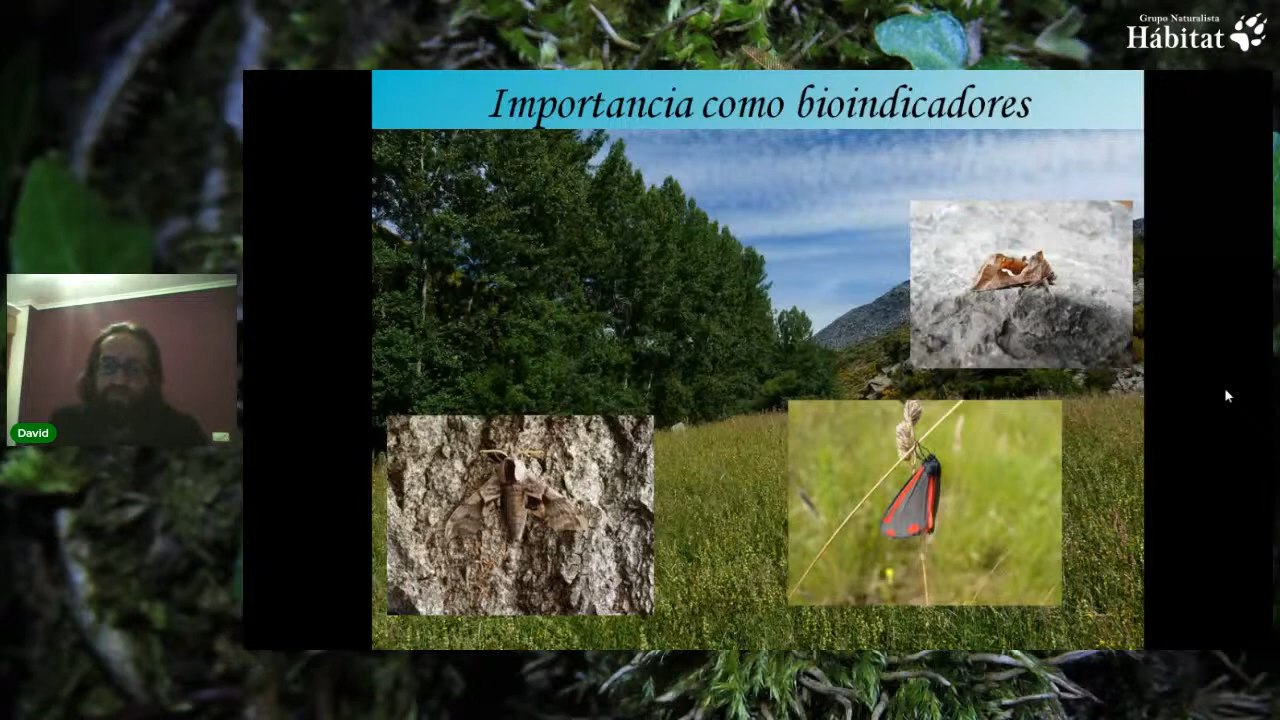 Grupo Naturalista
Hábitat
Importancia como bioindicadores
David